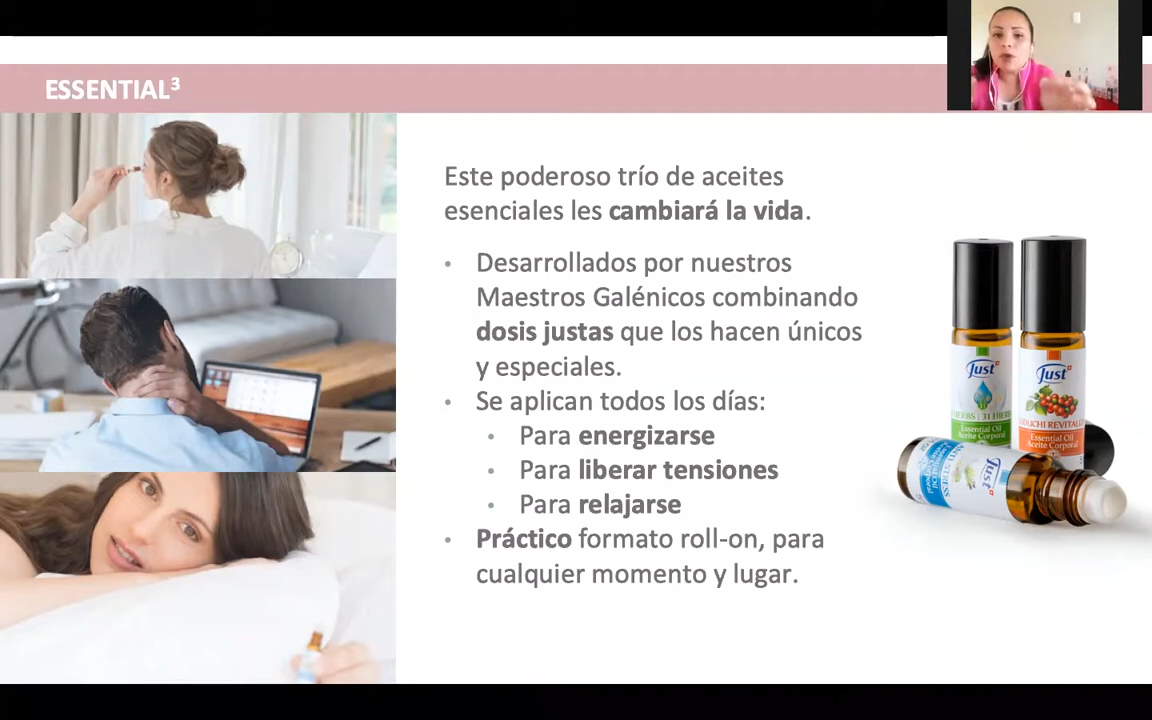 ESSENTIAL³
Este poderoso trío de aceites
esenciales les cambiará la vida.
• Desarrollados por nuestros
Maestros Galénicos combinando
dosis justas que los hacen únicos
y especiales.
• Se aplican todos los días:
• Para energizarse
• Para liberar tensiones
• Para relajarse
• Práctico formato roll-on, para
cualquier momento y lugar.
Just
31 HIER
Essential Oil
Aceite Corporal
Just
Essential Oil
Aceite Corporal
Just